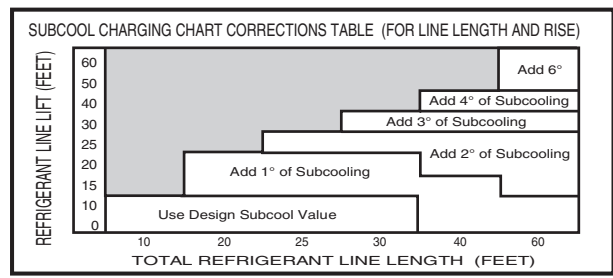 SUBCOOL CHARGING CHART CORRECTIONS TABLE (FOR LINE LENGTH AND RISE)
REFRIGERANT LINE LIFT (FEET)
60
50
40
30
25
20
15
10
0
Add 6°
Add 4° of Subcooling
Add 3° of Subcooling
Add 2° of Subcooling
Add 1° of Subcooling
Use Design Subcool Value
10 20 25 30 40 60
TOTAL REFRIGERANT LINE LENGTH (FEET)